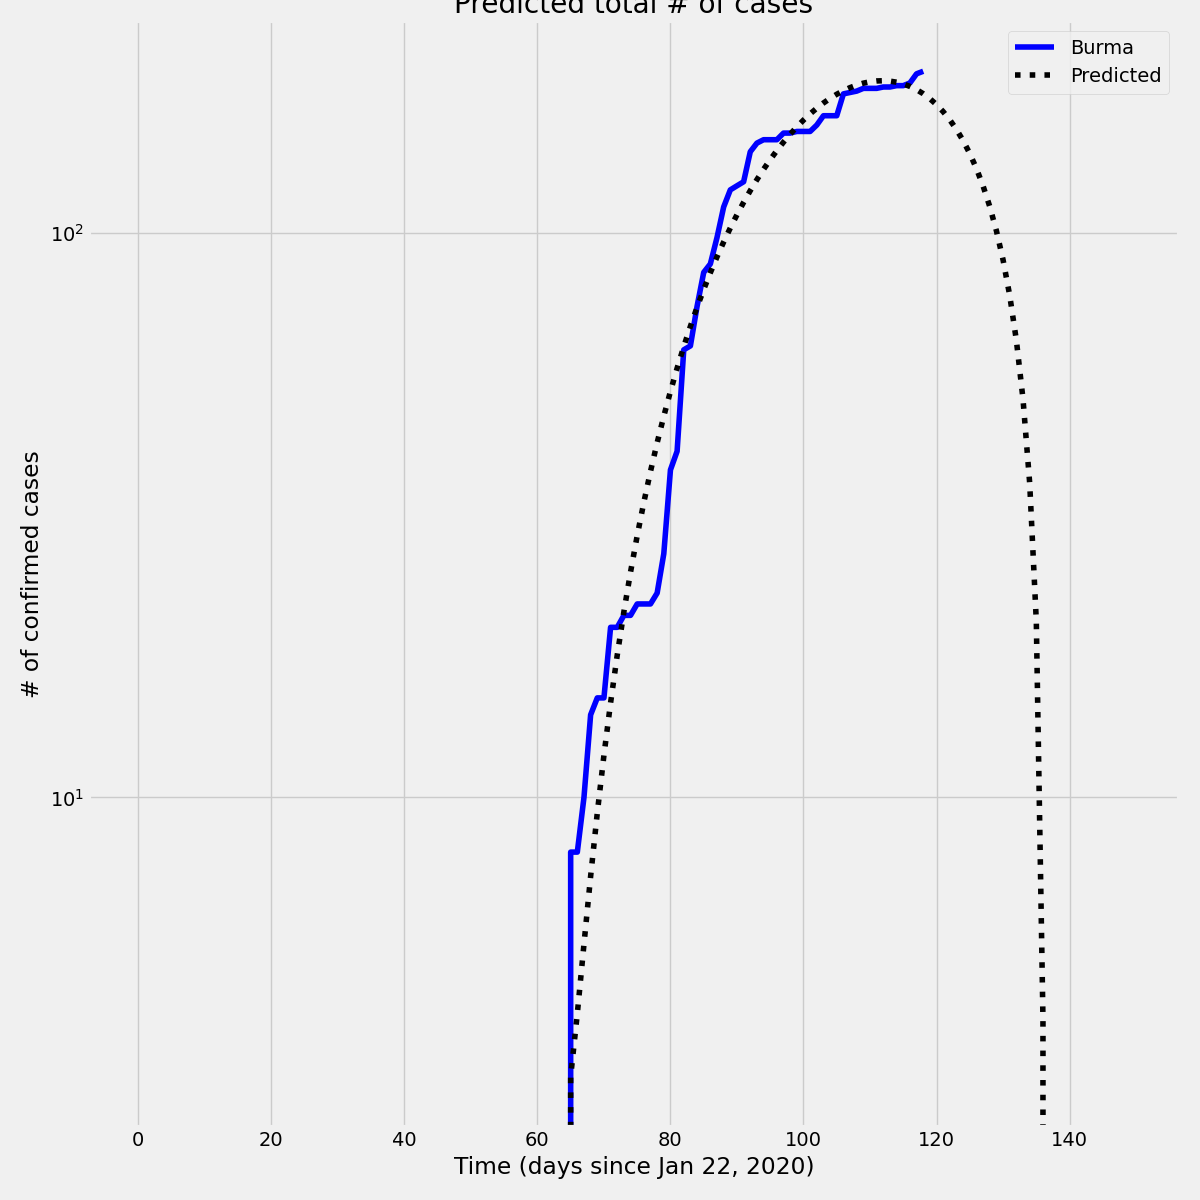 Predicted total # of cases
Burma
Predicted
10²
10¹
# of confirmed cases
0 20 40 60 80 100 120 140
Time (days since Jan 22, 2020)